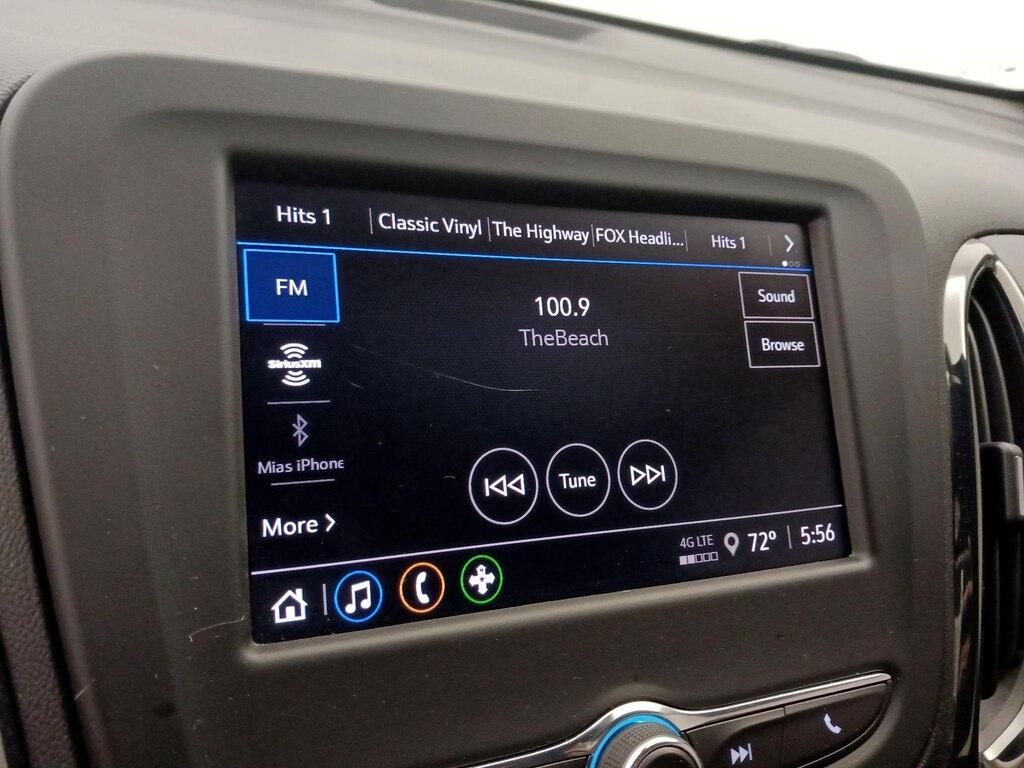 Hits 1
Classic Vinyl
The Highway
FOX Headli...
Hits 1
FM
100.9
TheBeach
Sound
Browse
SiriusXM
Mias iPhone
Tune
More
4G LTE
72°
5:56